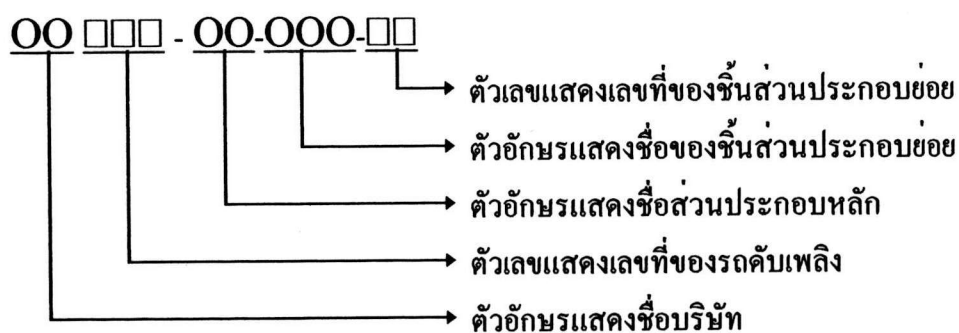 OO □□□ - OO-OOO-□□
ตัวเลขแสดงเลขที่ของชิ้นส่วนประกอบย่อย
ตัวอักษรแสดงชื่อของชิ้นส่วนประกอบย่อย
ตัวอักษรแสดงชื่อส่วนประกอบหลัก
ตัวเลขแสดงเลขที่ของรถดับเพลิง
ตัวอักษรแสดงชื่อบริษัท